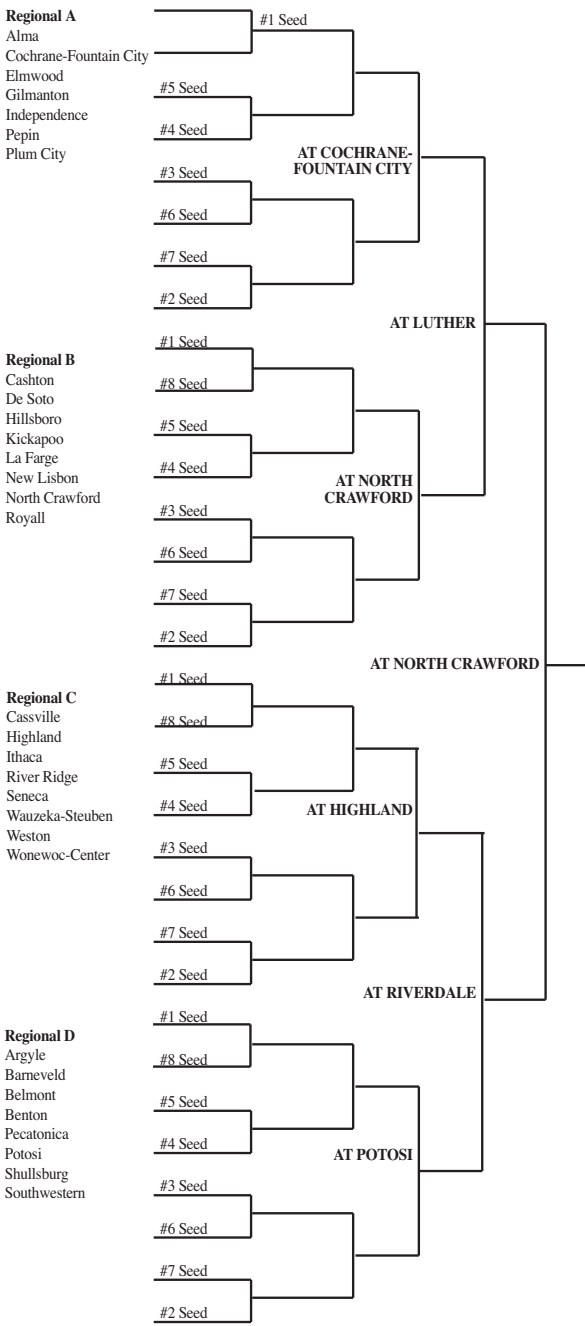 Regional A
Alma
Cochrane-Fountain City
Elmwood
Gilmanton
Independence
Pepin
Plum City
#1 Seed
#5 Seed
#4 Seed
#3 Seed
#6 Seed
#7 Seed
#2 Seed
AT COCHRANE-
FOUNTAIN CITY
AT LUTHER
Regional B
Cashton
De Soto
Hillsboro
Kickapoo
La Farge
New Lisbon
North Crawford
Royall
#1 Seed
#8 Seed
#5 Seed
#4 Seed
#3 Seed
#6 Seed
#7 Seed
#2 Seed
AT NORTH
CRAWFORD
AT NORTH CRAWFORD
Regional C
Cassville
Highland
Ithaca
River Ridge
Seneca
Wauzeka-Steuben
Weston
Wonewoc-Center
#1 Seed
#8 Seed
#5 Seed
#4 Seed
#3 Seed
#6 Seed
#7 Seed
#2 Seed
AT HIGHLAND
AT RIVERDALE
Regional D
Argyle
Barneveld
Belmont
Benton
Pecatonica
Potosi
Shullsburg
Southwestern
#1 Seed
#8 Seed
#5 Seed
#4 Seed
#3 Seed
#6 Seed
#7 Seed
#2 Seed
AT POTOSI